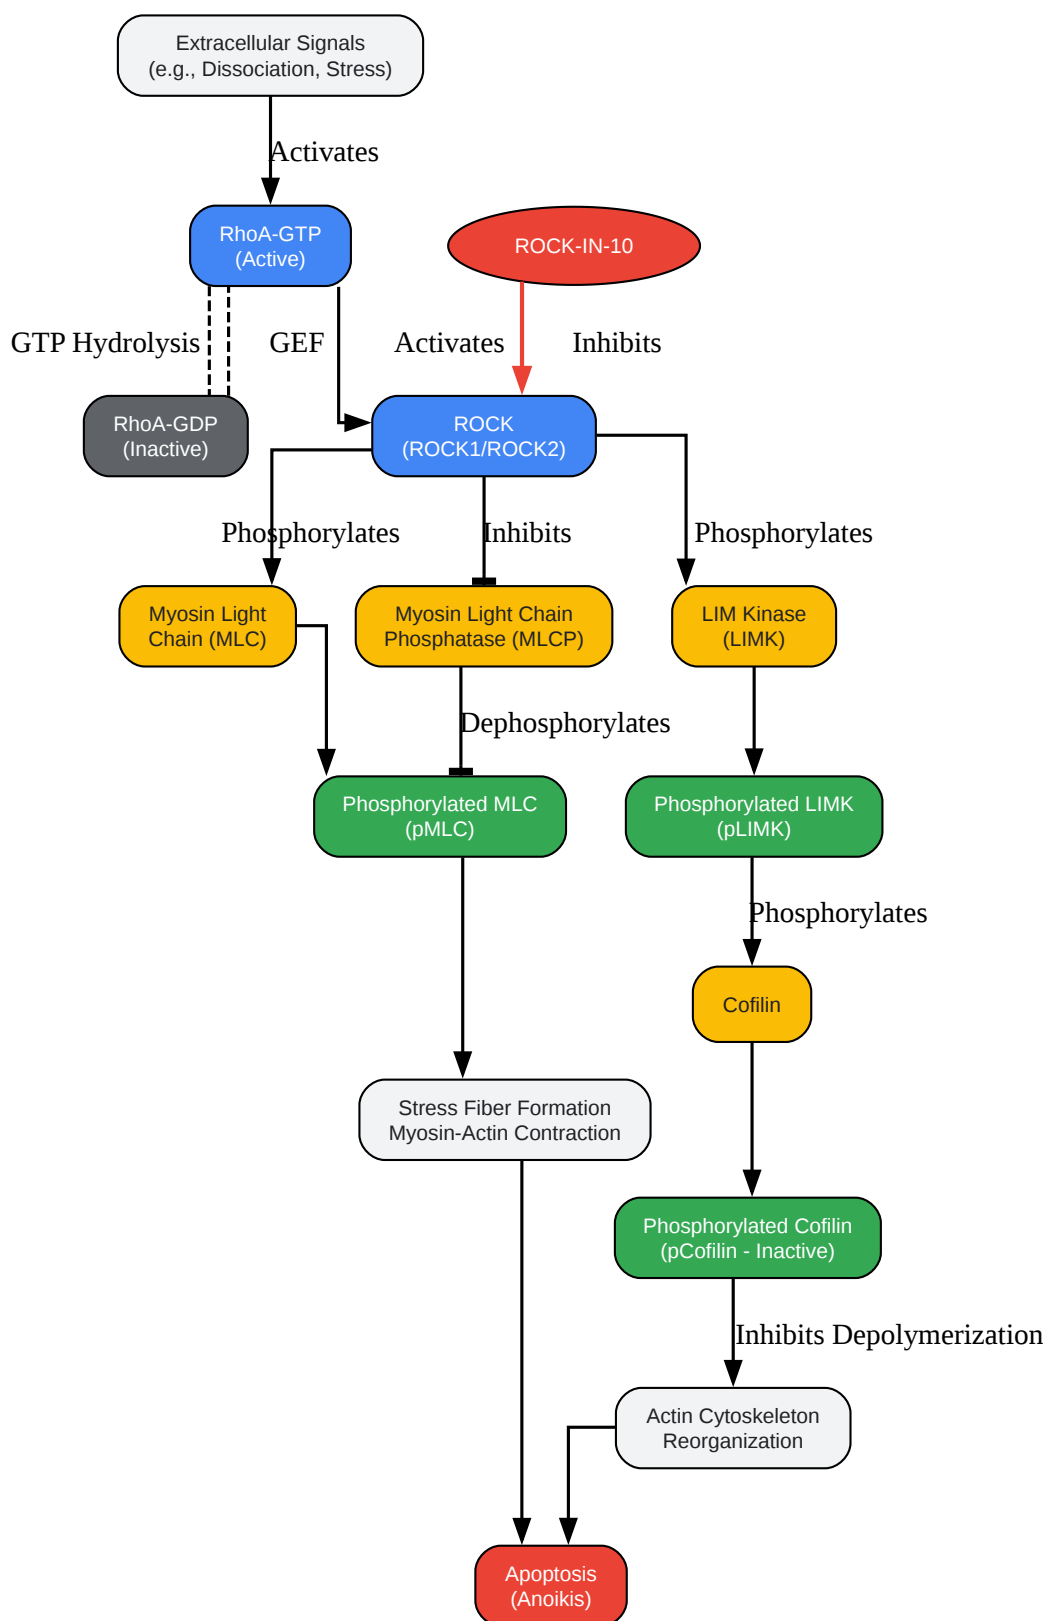 Extracellular Signals
(e.g., Dissociation, Stress)
Activates
RhoA-GTP
(Active)
ROCK-IN-10
GTP Hydrolysis
GEF
Activates
Inhibits
RhoA-GDP
(Inactive)
ROCK
(ROCK1/ROCK2)
Phosphorylates
Inhibits
Phosphorylates
Myosin Light
Chain (MLC)
Myosin Light Chain
Phosphatase (MLCP)
LIM Kinase
(LIMK)
Dephosphorylates
Phosphorylated MLC
(pMLC)
Phosphorylated LIMK
(pLIMK)
Phosphorylates
Cofilin
Stress Fiber Formation
Myosin-Actin Contraction
Phosphorylated Cofilin
(pCofilin - Inactive)
Inhibits Depolymerization
Actin Cytoskeleton
Reorganization
Apoptosis
(Anoikis)